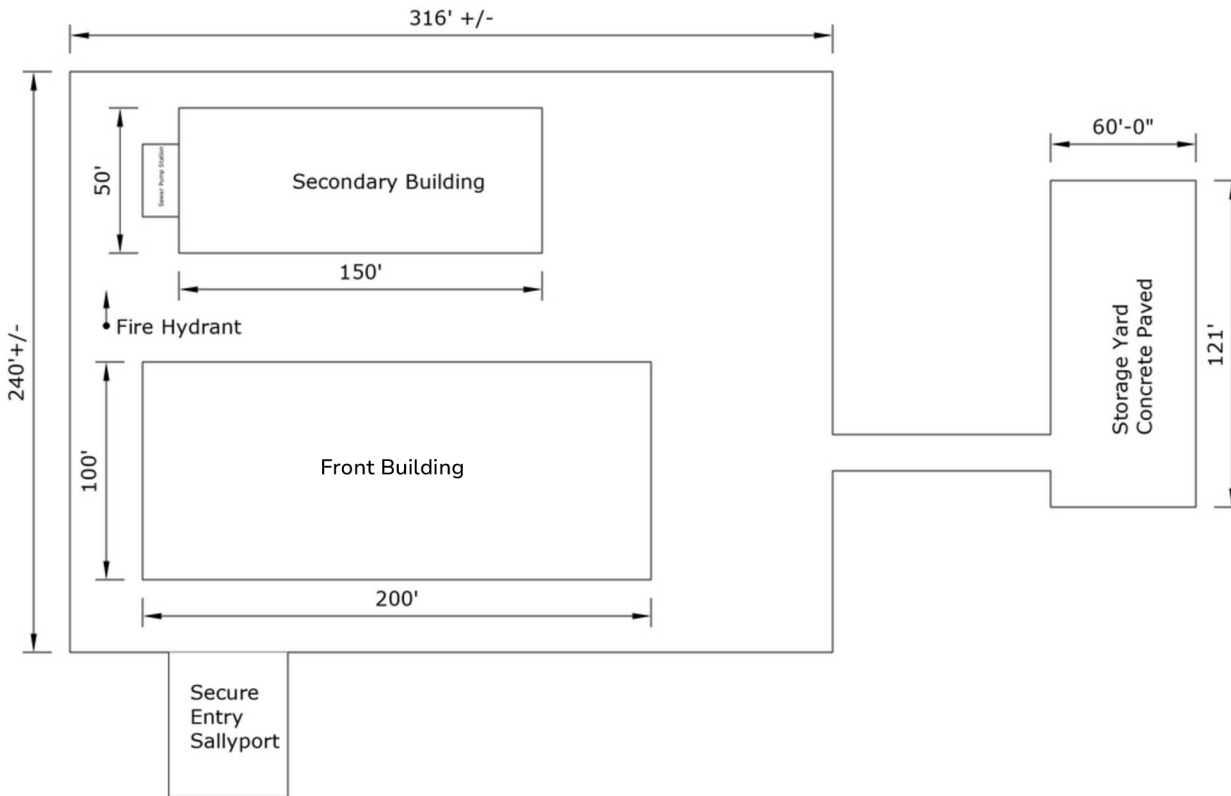 316' +/-
60'-0"
50'
Sewer Pump Station
Secondary Building
150'
Fire Hydrant
240'+/-
Storage Yard
Concrete Paved
121'
100'
Front Building
200'
Secure
Entry
Sallyport